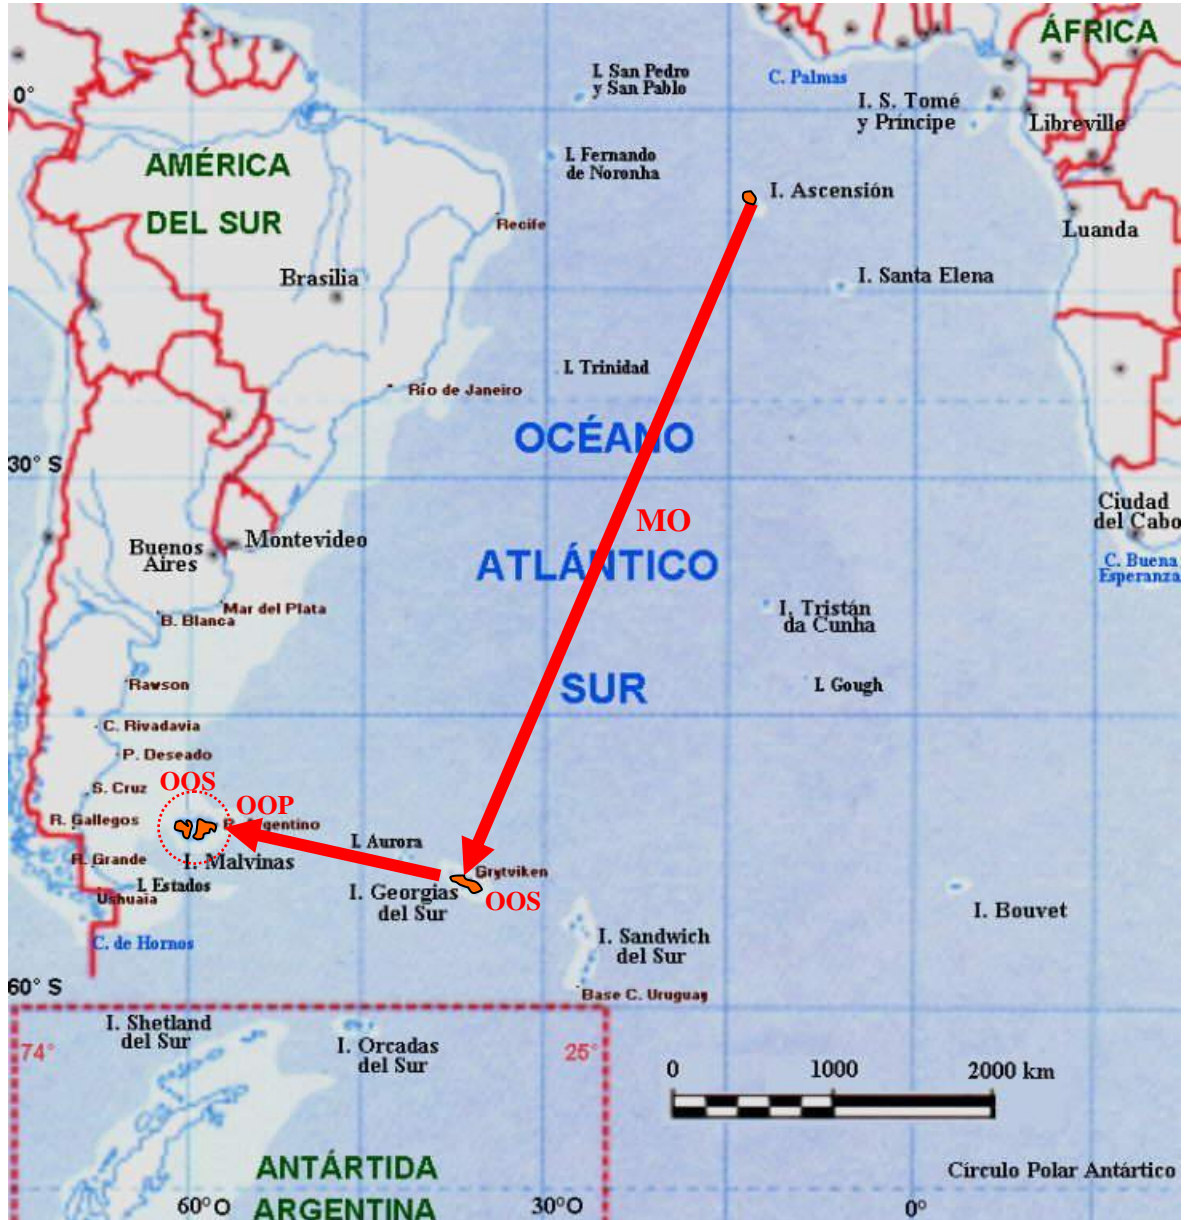 ÁFRICA
I. San Pedro
y San Pablo
C. Palmas
0°
I. S. Tomé
y Príncipe
Libreville
AMÉRICA
DEL SUR
I. Fernando
de Noronha
I. Ascensión
Recife
Luanda
Brasilia
I. Santa Elena
I. Trinidad
Río de Janeiro
OCÉANO
30° S
Ciudad
del Cabo
MO
Buenos
Aires
Montevideo
ATLÁNTICO
C. Buena
Esperanza
Mar del Plata
B. Blanca
I. Tristán
da Cunha
Rawson
SUR
I. Gough
C. Rivadavia
P. Deseado
OOS
S. Cruz
OOP
R. Gallegos
P. Argentino
I. Aurora
R. Grande
I. Malvinas
Grytviken
I. Estados
I. Georgias
del Sur
OOS
Ushuaia
I. Bouvet
C. de Hornos
I. Sandwich
del Sur
60° S
Base C. Uruguay
I. Shetland
del Sur
74°
I. Orcadas
del Sur
25°
0 1000 2000 km
ANTÁRTIDA
ARGENTINA
Círculo Polar Antártico
60°O
30°O
0°